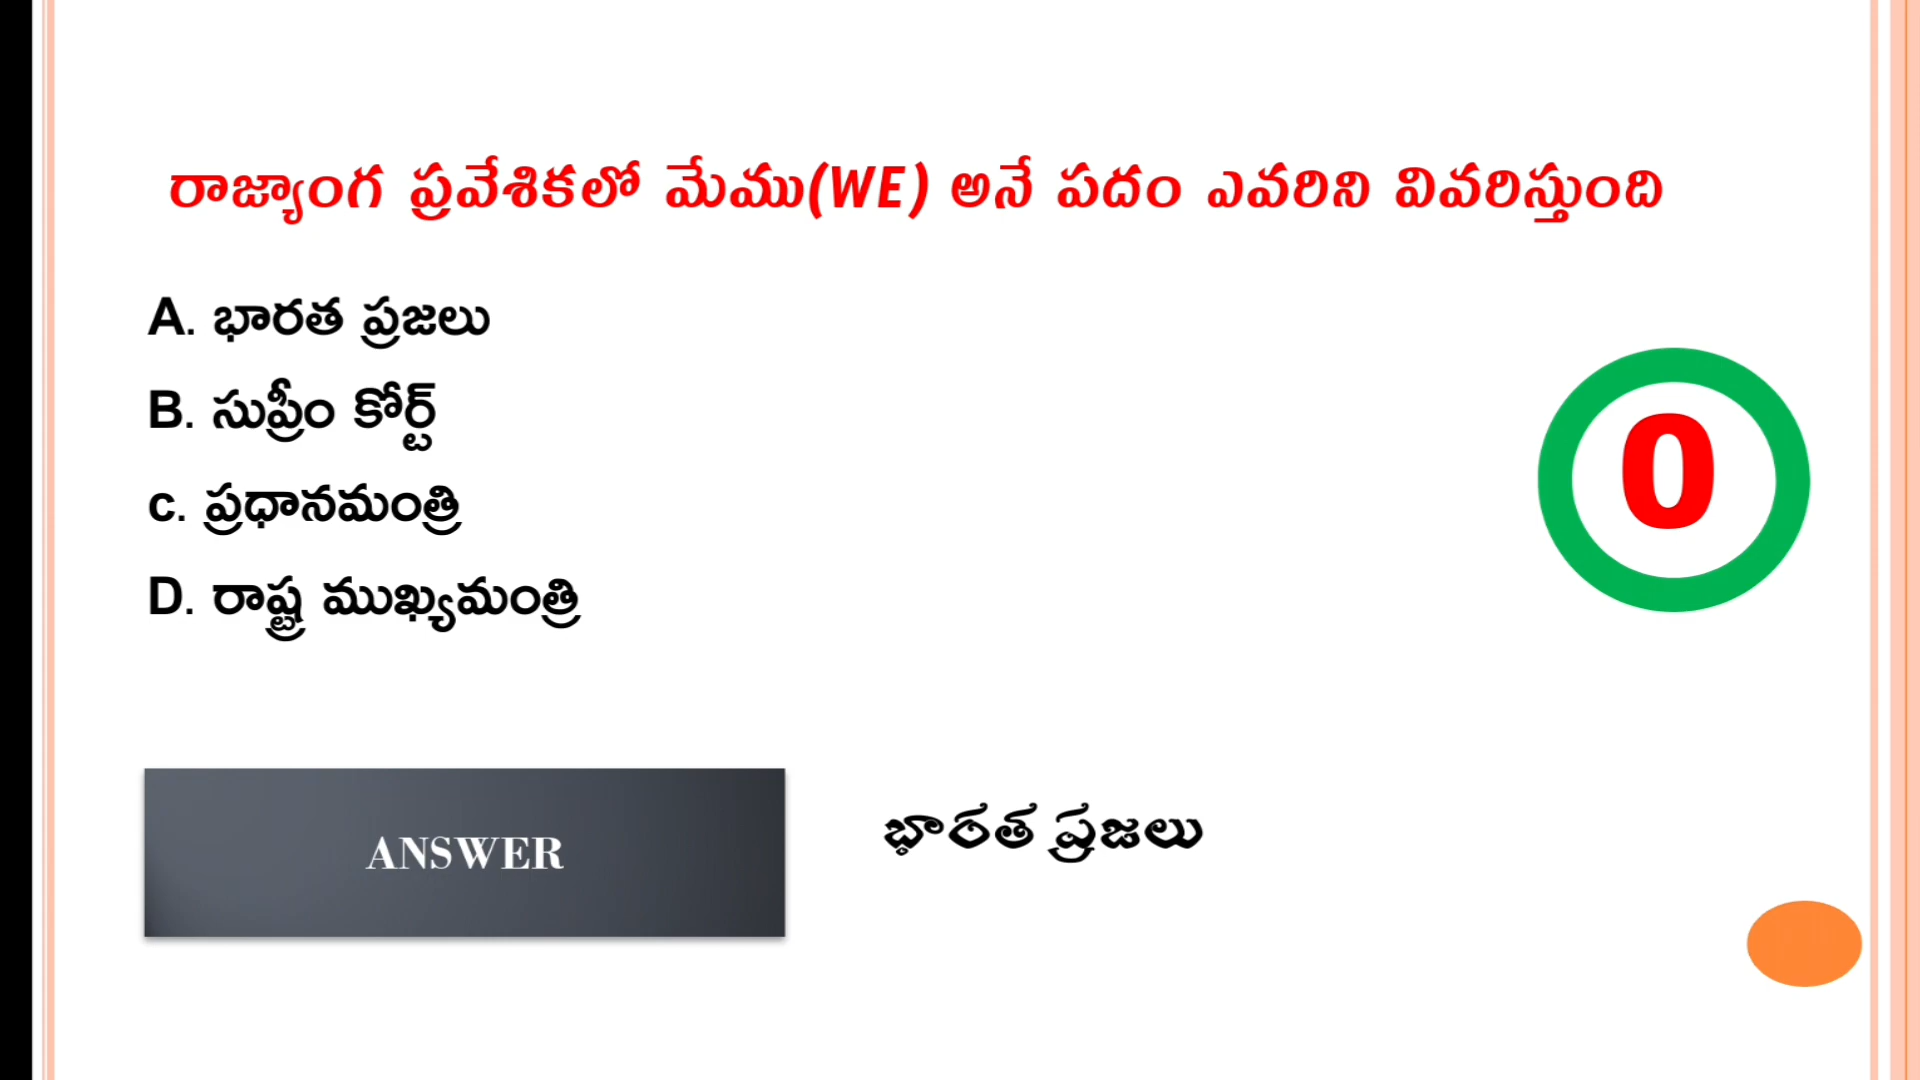 రాజ్యాంగ ప్రవేశికలో మేము(WE) అనే పదం ఎవరిని వివరిస్తుంది
A. భారత ప్రజలు
B. సుప్రీం కోర్ట్
c. ప్రధానమంత్రి
D. రాష్ట్ర ముఖ్యమంత్రి
0
ANSWER
భారత ప్రజలు